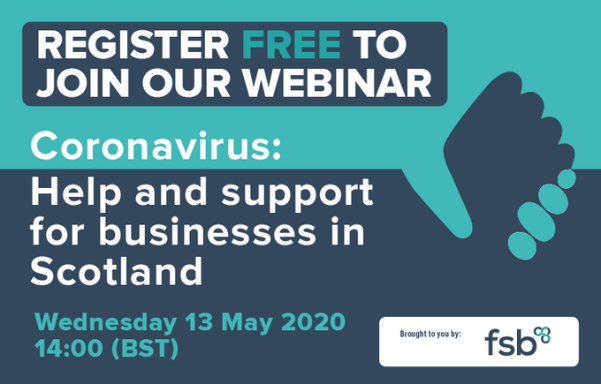 REGISTER FREE TO
JOIN OUR WEBINAR
Coronavirus:
Help and support
for businesses in
Scotland
Wednesday 13 May 2020
14:00 (BST)
Brought to you by:
fsb